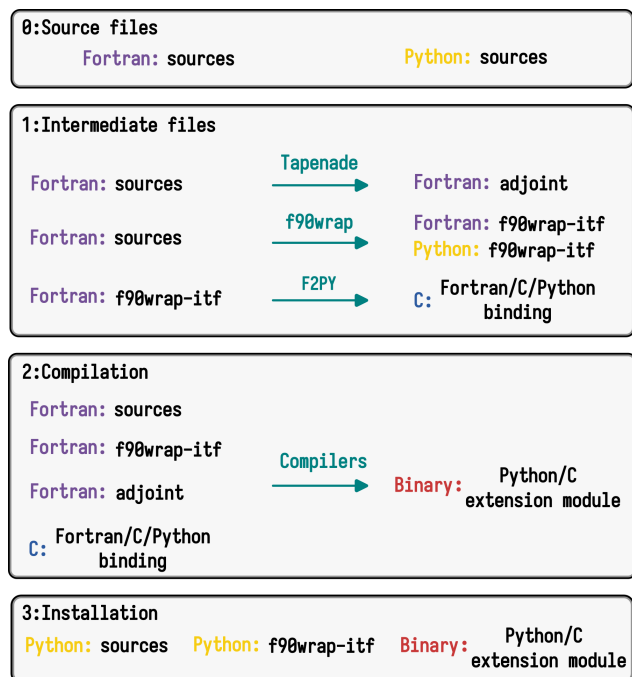 0:Source files
Fortran: sources Python: sources
1:Intermediate files
Tapenade
Fortran: sources Fortran: adjoint
f90wrap Fortran: f90wrap-itf
Fortran: sources
Python: f90wrap-itf
F2PY
Fortran: f90wrap-itf C: Fortran/C/Python
binding
2:Compilation
Fortran: sources
Fortran: f90wrap-itf
Compilers
Fortran: adjoint Binary: Python/C
extension module
C: Fortran/C/Python
binding
3:Installation
Python: sources Python: f90wrap-itf Binary: Python/C
extension module